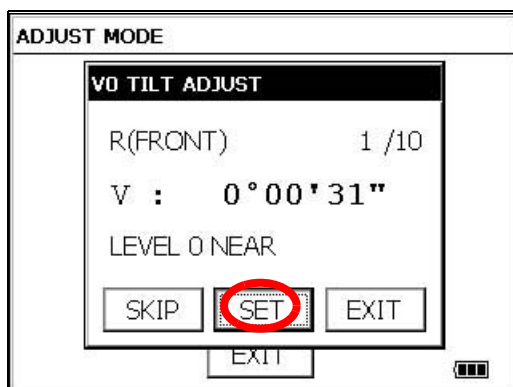 ADJUST MODE
V0 TILT ADJUST
R(FRONT) 1 /10
V : 0°00'31"
LEVEL 0 NEAR
SKIP SET EXIT
EXIT